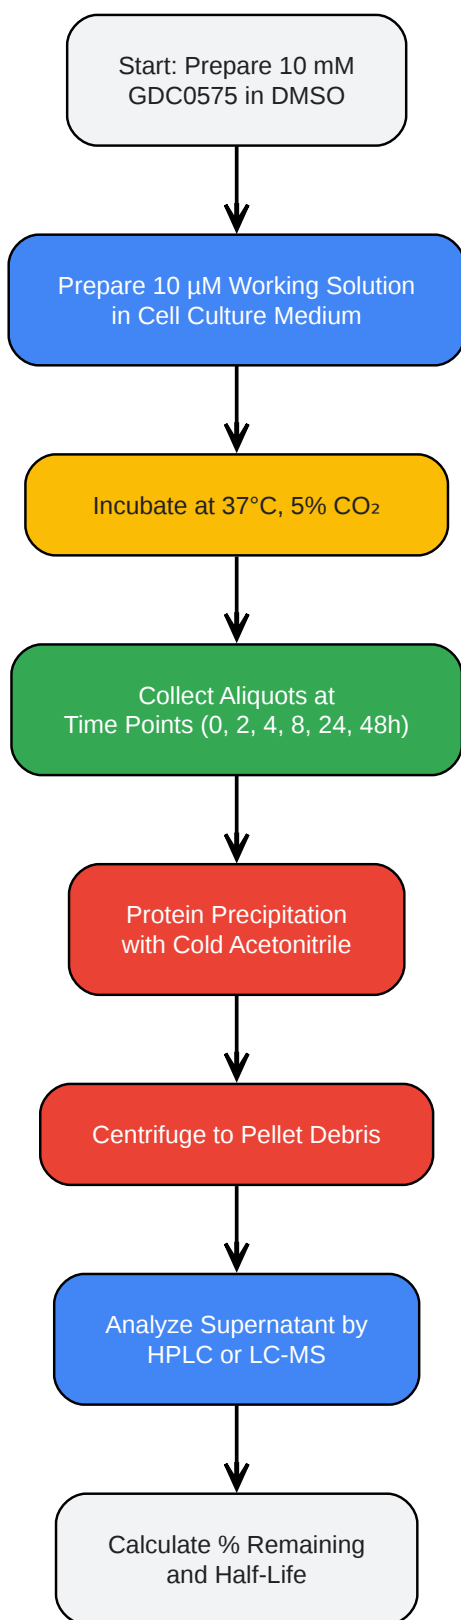 Start: Prepare 10 mM
GDC0575 in DMSO
Prepare 10 µM Working Solution
in Cell Culture Medium
Incubate at 37°C, 5% CO₂
Collect Aliquots at
Time Points (0, 2, 4, 8, 24, 48h)
Protein Precipitation
with Cold Acetonitrile
Centrifuge to Pellet Debris
Analyze Supernatant by
HPLC or LC-MS
Calculate % Remaining
and Half-Life